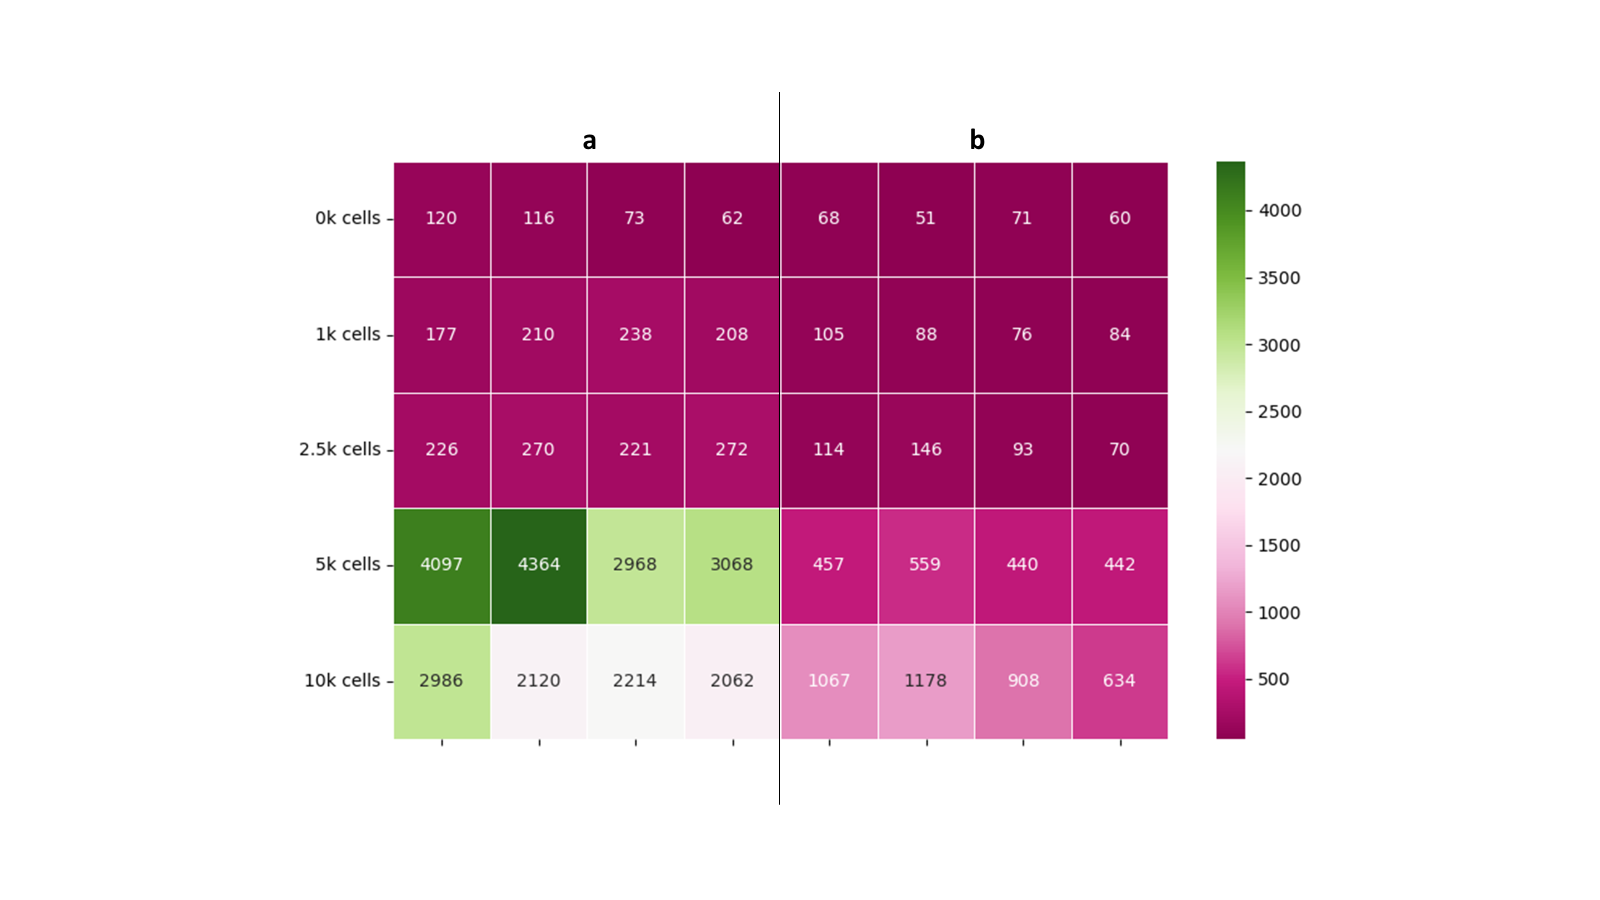 a b
0k cells 120 116 73 62 68 51 71 60
1k cells 177 210 238 208 105 88 76 84
2.5k cells 226 270 221 272 114 146 93 70
5k cells 4097 4364 2968 3068 457 559 440 442
10k cells 2986 2120 2214 2062 1067 1178 908 634
4000
3500
3000
2500
2000
1500
1000
500